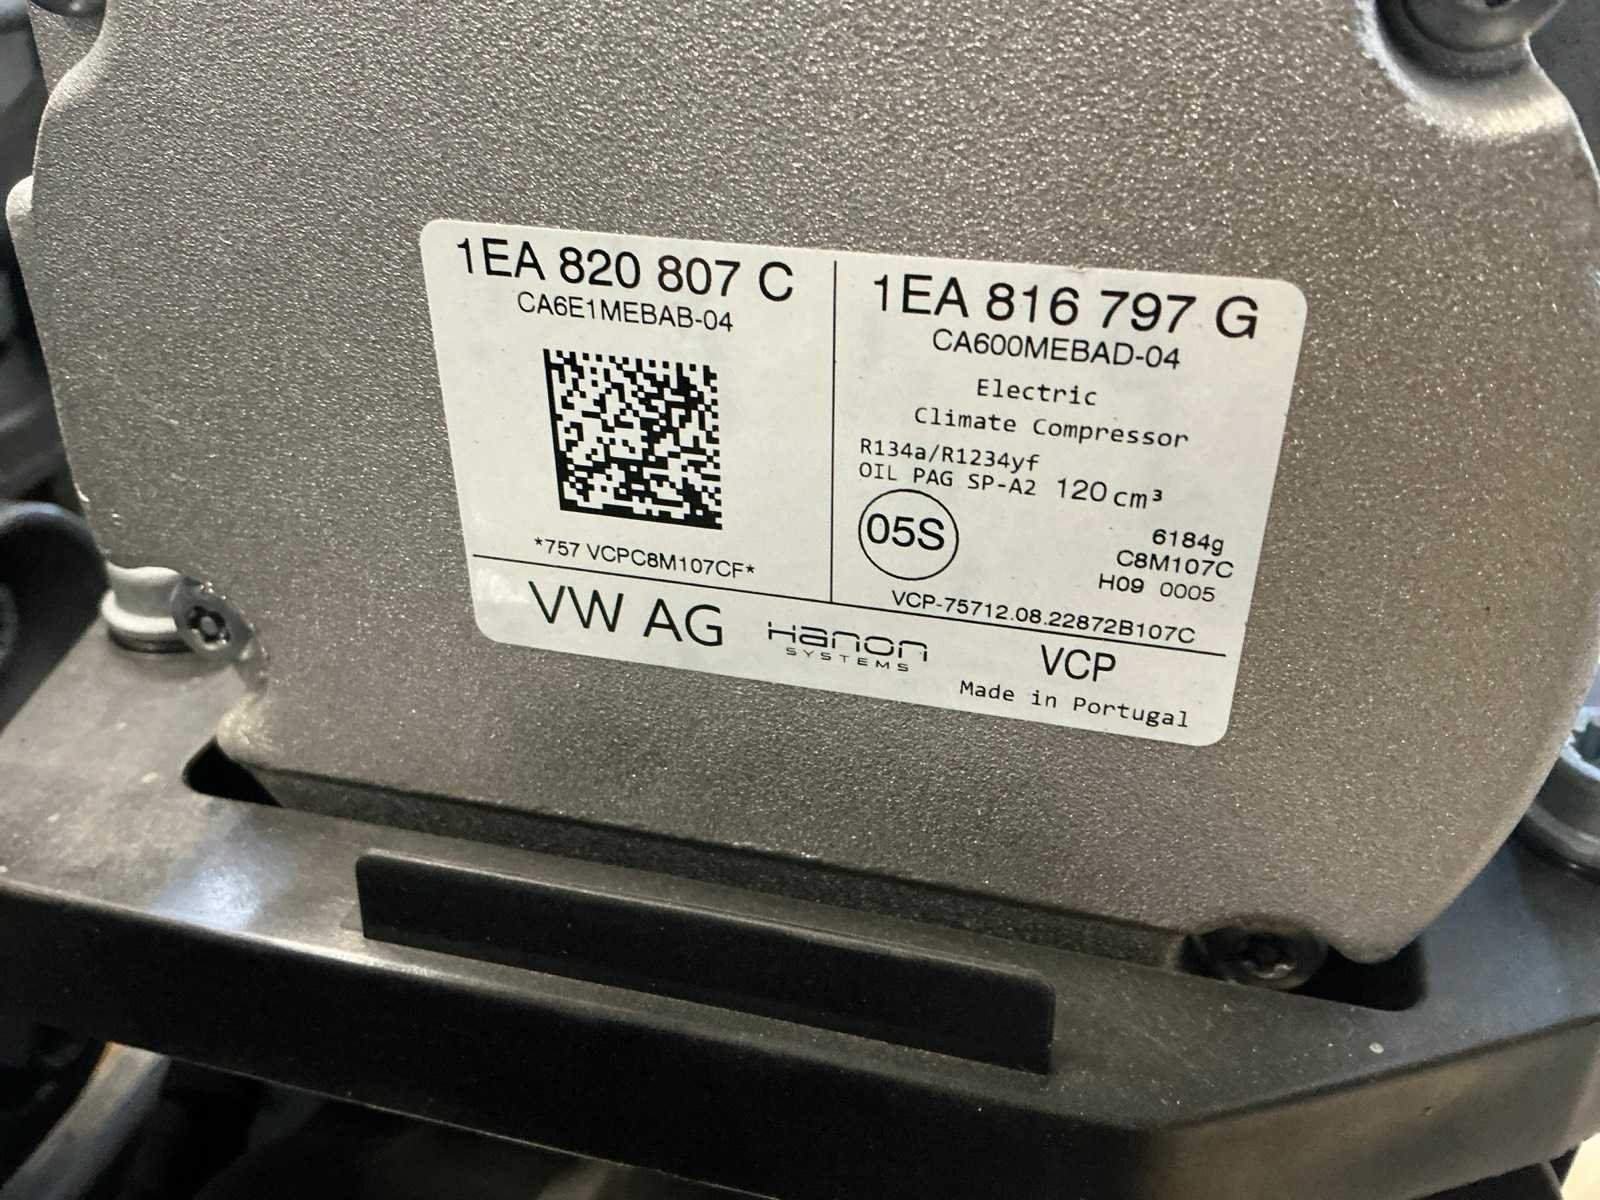 1EA 820 807 C
CA6E1MEBAB-04
*757 VCPC8M107CF*
1EA 816 797 G
CA600MEBAD-04
Electric
Climate Compressor
R134a/R1234yf
OIL PAG SP-A2 120 cm³
05S
6184g
C8M107C
H09 0005
VCP-75712.08.22872B107C
VW AG
Hanon
SYSTEMS
VCP
Made in Portugal